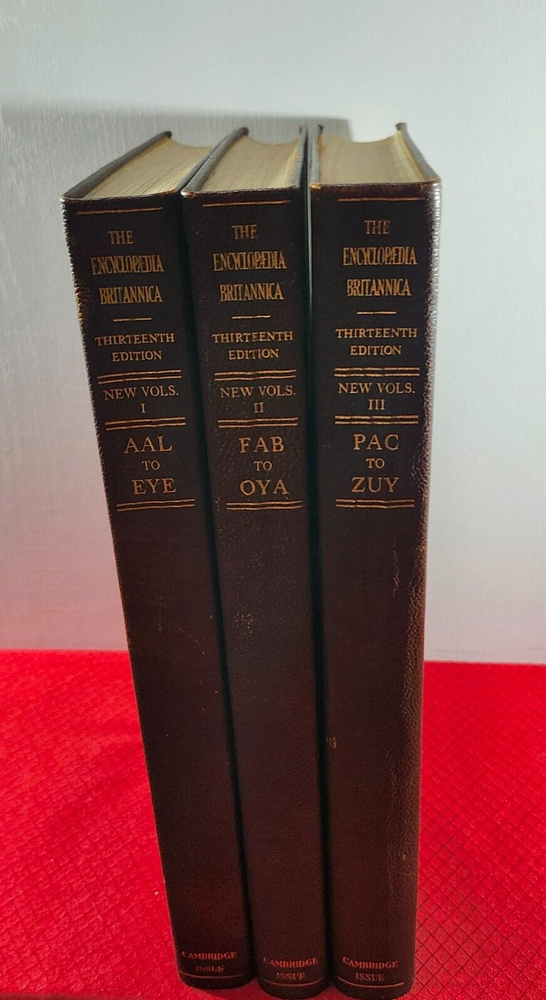 THE
ENCYCLOPÆDIA
BRITANNICA
THIRTEENTH
EDITION
NEW VOLS.
I
AAL
TO
EYE
CAMBRIDGE
ISSUE
THE
ENCYCLOPÆDIA
BRITANNICA
THIRTEENTH
EDITION
NEW VOLS.
II
FAB
TO
OYA
CAMBRIDGE
ISSUE
THE
ENCYCLOPÆDIA
BRITANNICA
THIRTEENTH
EDITION
NEW VOLS.
III
PAC
TO
ZUY
CAMBRIDGE
ISSUE